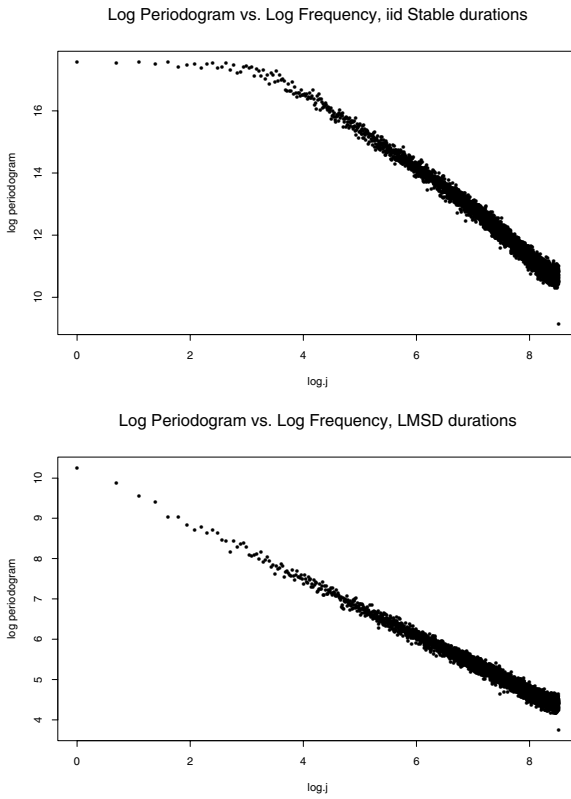 Log Periodogram vs. Log Frequency, iid Stable durations
16
14
12
10
log periodogram
0 2 4 6 8
log.j
Log Periodogram vs. Log Frequency, LMSD durations
10
9
8
7
6
5
4
log periodogram
0 2 4 6 8
log.j